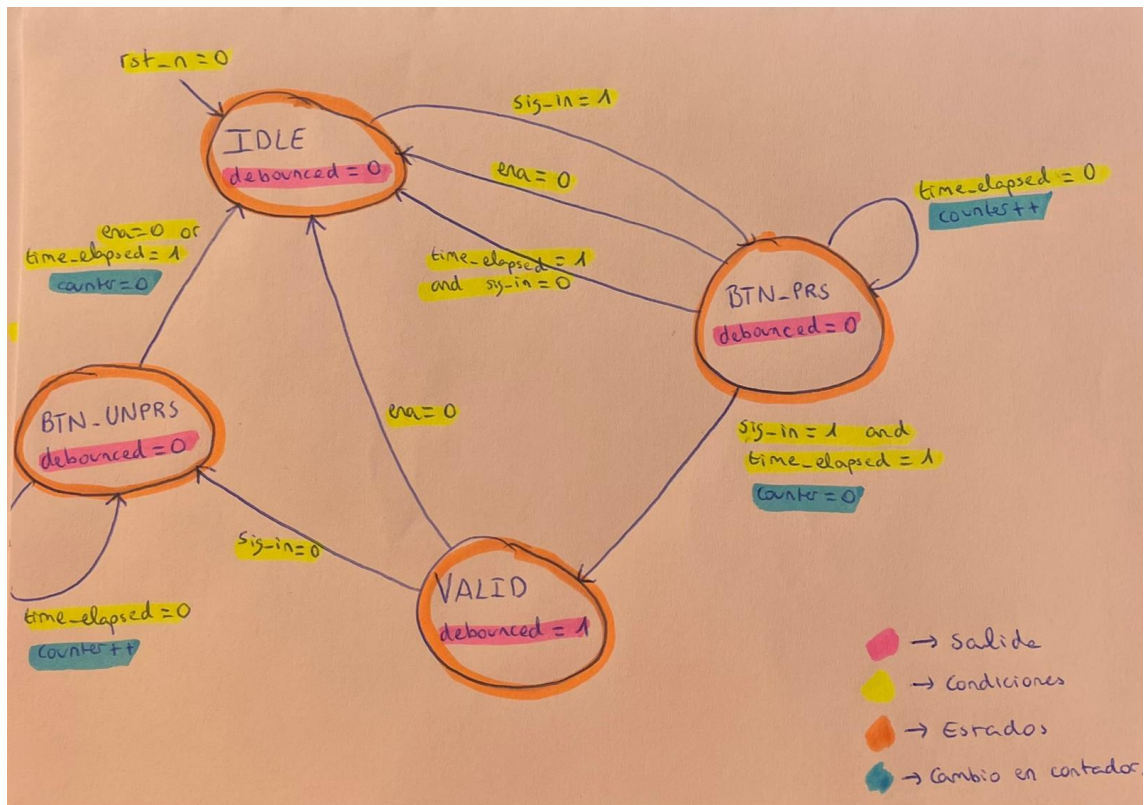 rst_n=0
IDLE
debounced=0
sig_in=1
ena=0
time_elapsed=1
and sig_in=0
time_elapsed=0
counter++
BTN_PRS
debounced=0
ena=0 or
time_elapsed=1
counter=0
BTN_UNPRS
debounced=0
ena=0
sig_in=1 and
time_elapsed=1
counter=0
sig_in=0
VALID
debounced=1
time_elapsed=0
counter++
→ Salida
→ Condiciones
→ Estados
→ Cambio en contador